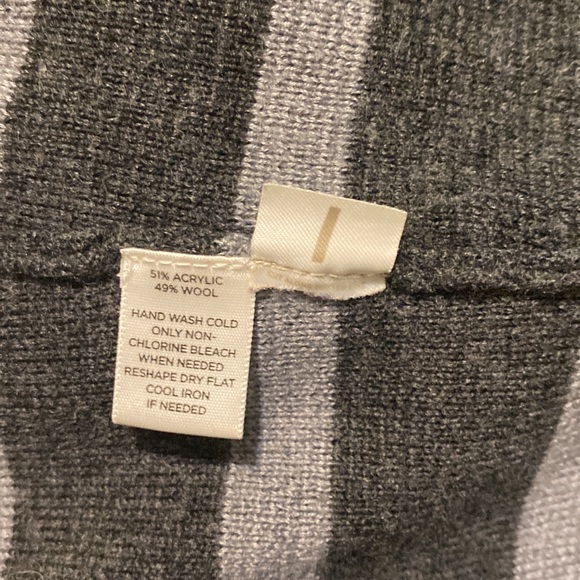 51% ACRYLIC
49% WOOL
HAND WASH COLD
ONLY NON-
CHLORINE BLEACH
WHEN NEEDED
RESHAPE DRY FLAT
COOL IRON
IF NEEDED